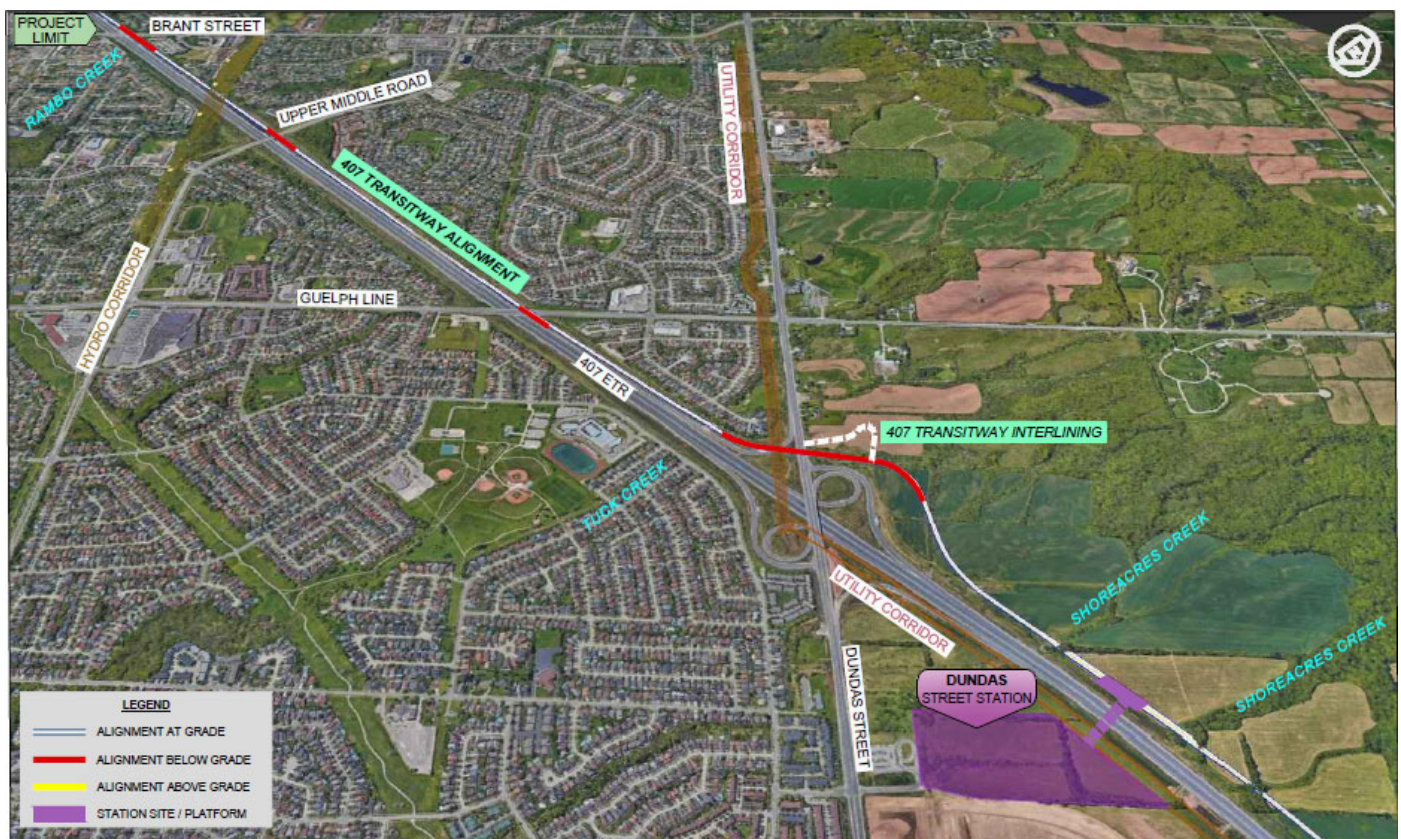 PROJECT
LIMIT
BRANT STREET
RAMBO CREEK
UPPER MIDDLE ROAD
UTILITY CORRIDOR
407 TRANSITWAY ALIGNMENT
HYDRO CORRIDOR
GUELPH LINE
407 ETR
407 TRANSITWAY INTERLINING
TUCK CREEK
SHOREACRES CREEK
UTILITY CORRIDOR
SHOREACRES CREEK
DUNDAS STREET
DUNDAS
STREET STATION
LEGEND
ALIGNMENT AT GRADE
ALIGNMENT BELOW GRADE
ALIGNMENT ABOVE GRADE
STATION SITE / PLATFORM